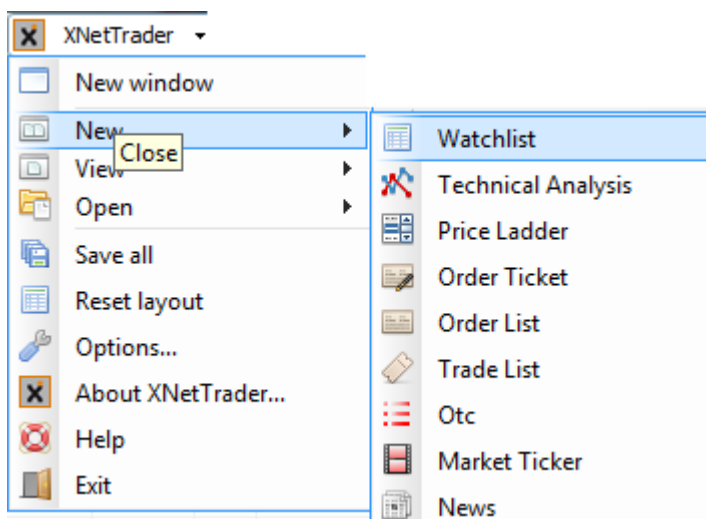 XNetTrader
New window
New
Close
View
Open
Save all
Reset layout
Options...
About XNetTrader...
Help
Exit
Watchlist
Technical Analysis
Price Ladder
Order Ticket
Order List
Trade List
Otc
Market Ticker
News